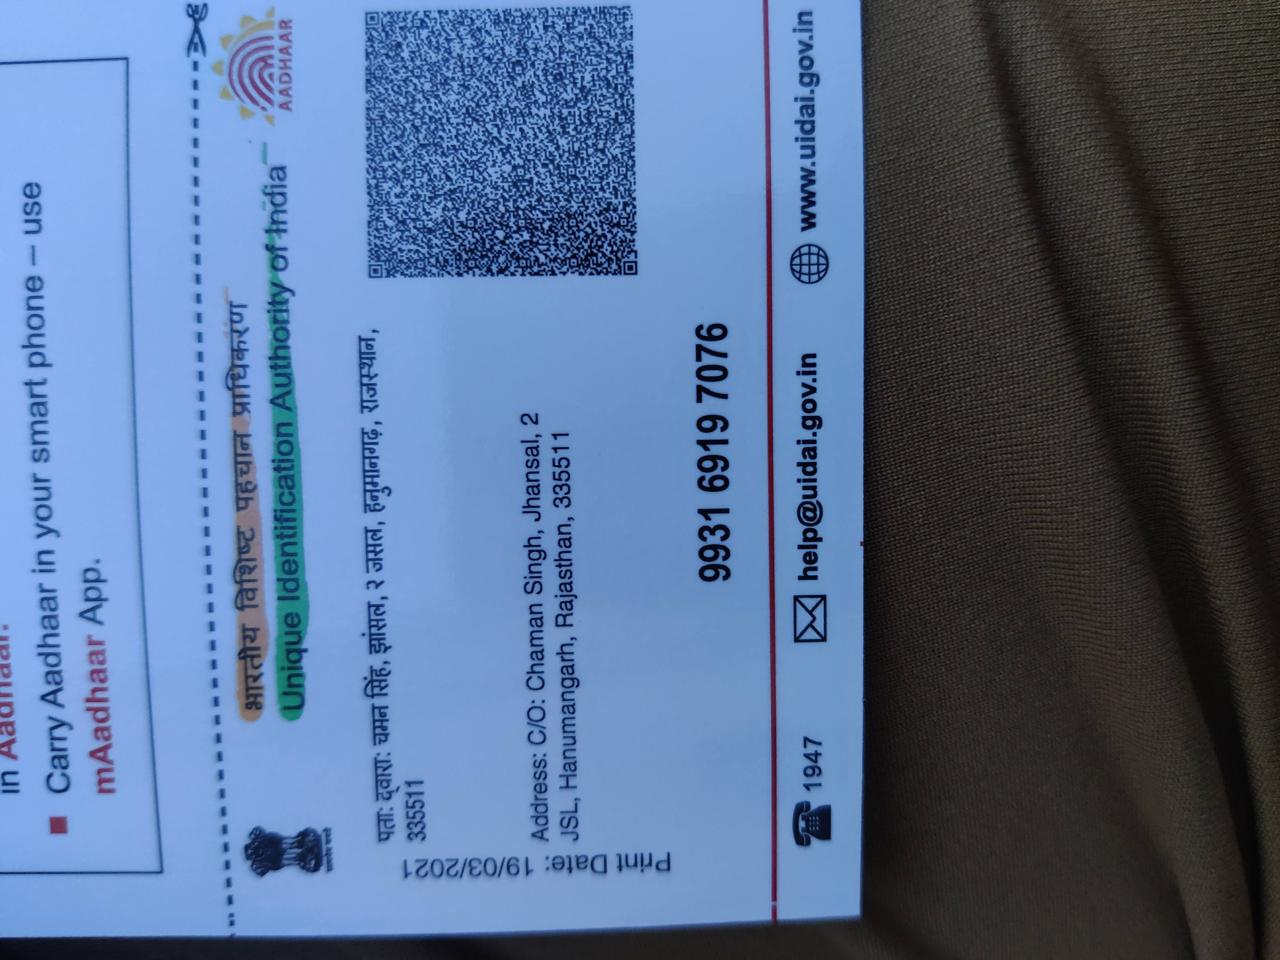 in Aadhaar.
■ Carry Aadhaar in your smart phone – use
mAadhaar App.
भारतीय विशिष्ट पहचान प्राधिकरण
Unique Identification Authority of India
AADHAAR
पता: द्वारा: चमन सिंह, झांसल, २ जसल, हनुमानगढ़, राजस्थान,
335511
Address: C/O: Chaman Singh, Jhansal, 2
JSL, Hanumangarh, Rajasthan, 335511
Print Date: 19/03/2021
9931 6919 7076
1947
help@uidai.gov.in
www.uidai.gov.in